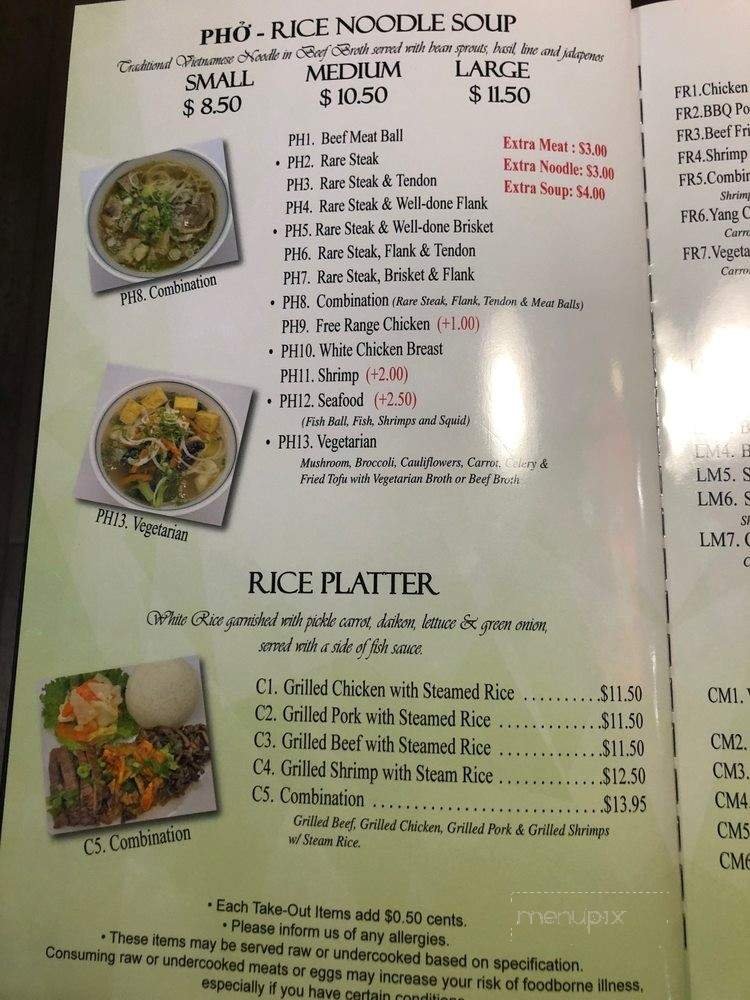 PHỞ - RICE NOODLE SOUP
Traditional Vietnamese Noodle in Beef Broth served with bean sprouts, basil, line and jalapenos
SMALL MEDIUM LARGE
$ 8.50 $ 10.50 $ 11.50
PH1. Beef Meat Ball
• PH2. Rare Steak
PH3. Rare Steak & Tendon
PH4. Rare Steak & Well-done Flank
• PH5. Rare Steak & Well-done Brisket
PH6. Rare Steak, Flank & Tendon
PH7. Rare Steak, Brisket & Flank
• PH8. Combination (Rare Steak, Flank, Tendon & Meat Balls)
PH9. Free Range Chicken (+1.00)
• PH10. White Chicken Breast
PH11. Shrimp (+2.00)
• PH12. Seafood (+2.50)
(Fish Ball, Fish, Shrimps and Squid)
• PH13. Vegetarian
Mushroom, Broccoli, Cauliflowers, Carrot, Celery &
Fried Tofu with Vegetarian Broth or Beef Broth
Extra Meat : $3.00
Extra Noodle: $3.00
Extra Soup: $4.00
PH8. Combination
PH13. Vegetarian
RICE PLATTER
White Rice garnished with pickle carrot, daikon, lettuce & green onion,
served with a side of fish sauce.
C1. Grilled Chicken with Steamed Rice ..........$11.50
C2. Grilled Pork with Steamed Rice .............$11.50
C3. Grilled Beef with Steamed Rice .............$11.50
C4. Grilled Shrimp with Steam Rice .............$12.50
C5. Combination ............................$13.95
Grilled Beef, Grilled Chicken, Grilled Pork & Grilled Shrimps
w/ Steam Rice.
C5. Combination
• Each Take-Out Items add $0.50 cents.
• Please inform us of any allergies.
• These items may be served raw or undercooked based on specification.
Consuming raw or undercooked meats or eggs may increase your risk of foodborne illness,
especially if you have certain
menupix
FR1.Chicken
FR2.BBQ
FR3.Beef
FR4.Shrimp
FR5.
FR6.Yang
FR7.
LM4.
LM5.
LM6.
LM7.
CM1.
CM2.
CM3.
CM4
CM5
CM6